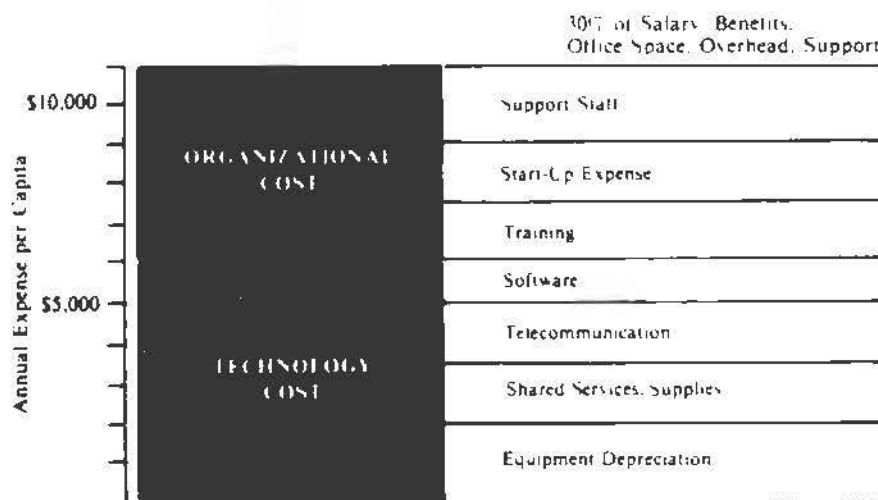 30% of Salary, Benefits,
Office Space, Overhead, Support
$10,000
$5,000
Annual Expense per Capita
ORGANIZATIONAL
COST
TECHNOLOGY
COST
Support Staff
Start-Up Expense
Training
Software
Telecommunication
Shared Services, Supplies
Equipment Depreciation